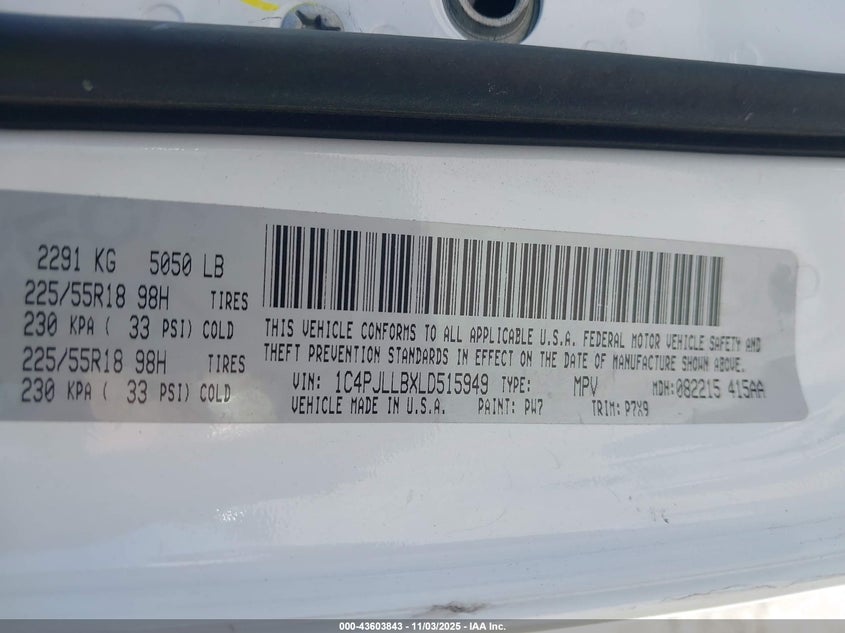 2291 KG 5050 LB
225/55R18 98H TIRES
230 KPA ( 33 PSI) COLD
225/55R18 98H TIRES
230 KPA ( 33 PSI) COLD
THIS VEHICLE CONFORMS TO ALL APPLICABLE U.S.A. FEDERAL MOTOR VEHICLE SAFETY AND
THEFT PREVENTION STANDARDS IN EFFECT ON THE DATE OF MANUFACTURE SHOWN ABOVE.
VIN: 1C4PJLLBXLD515949 TYPE: MPV MDH:082215 415AA
VEHICLE MADE IN U.S.A. PAINT: PW7 TRIM: P7X9
000-43603843 - 11/03/2025 - IAA Inc.